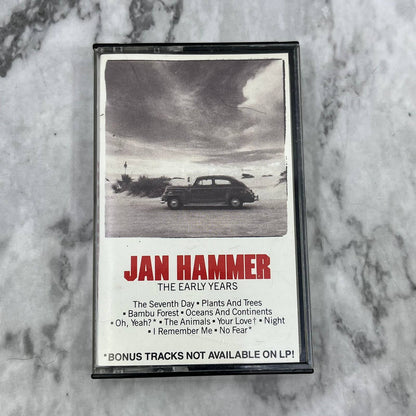 JAN HAMMER
THE EARLY YEARS
The Seventh Day • Plants And Trees
• Bambu Forest • Oceans And Continents
• Oh, Yeah?* • The Animals • Your Love† • Night
• I Remember Me • No Fear*
*BONUS TRACKS NOT AVAILABLE ON LP!